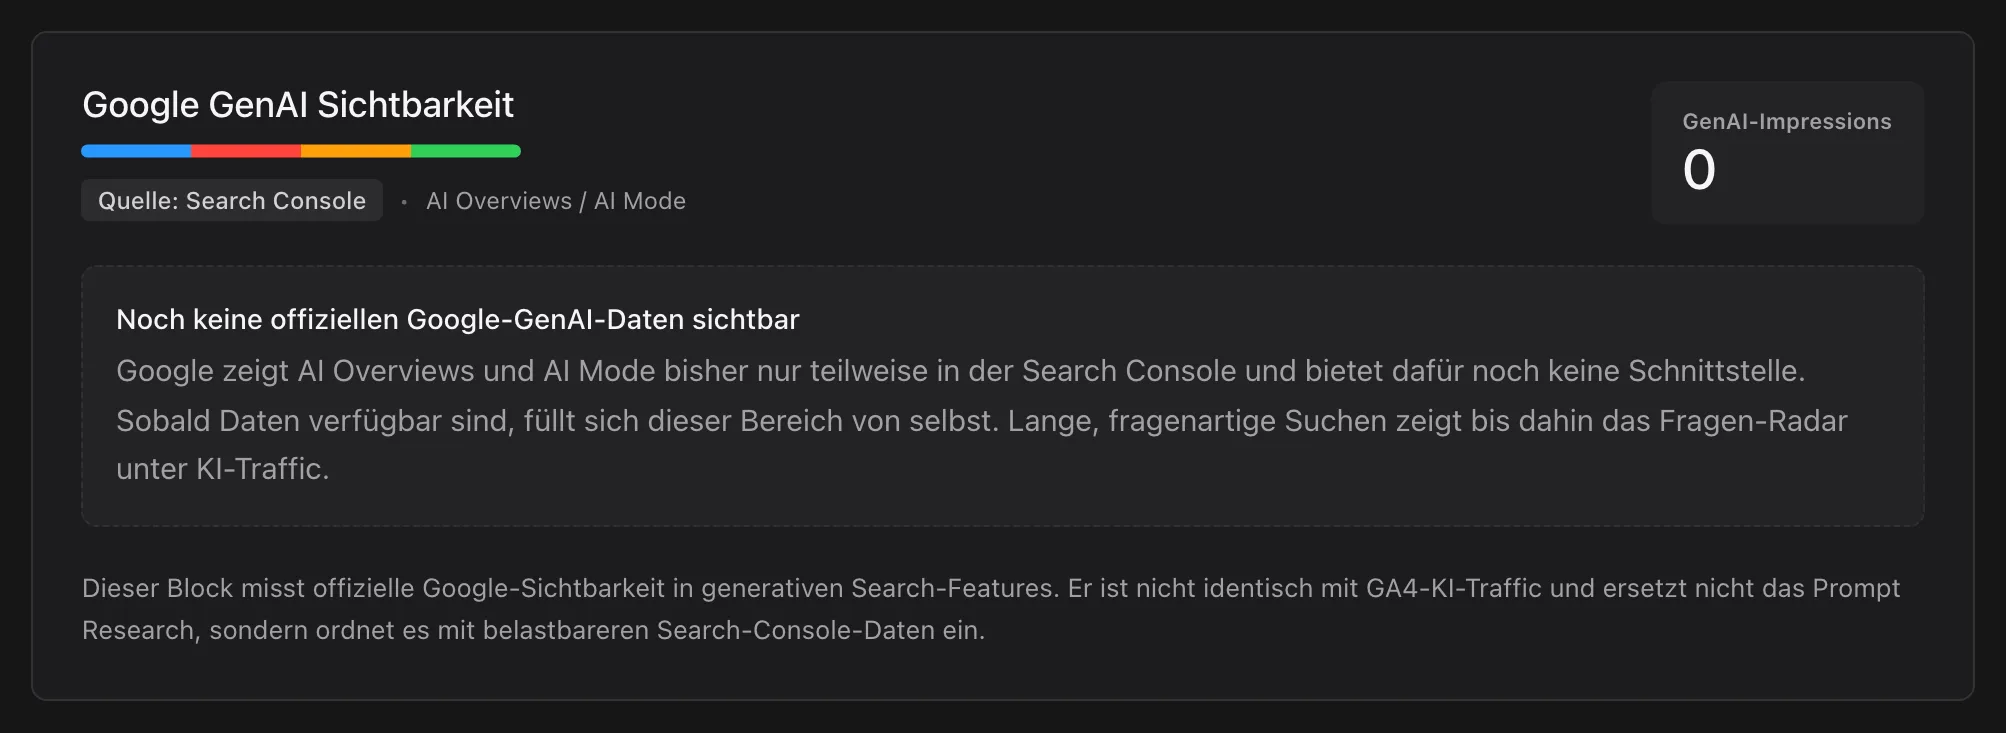 Google GenAI Sichtbarkeit
GenAI-Impressions
0
Quelle: Search Console • AI Overviews / AI Mode
Noch keine offiziellen Google-GenAI-Daten sichtbar
Google zeigt AI Overviews und AI Mode bisher nur teilweise in der Search Console und bietet dafür noch keine Schnittstelle.
Sobald Daten verfügbar sind, füllt sich dieser Bereich von selbst. Lange, fragenartige Suchen zeigt bis dahin das Fragen-Radar
unter KI-Traffic.
Dieser Block misst offizielle Google-Sichtbarkeit in generativen Search-Features. Er ist nicht identisch mit GA4-KI-Traffic und ersetzt nicht das Prompt
Research, sondern ordnet es mit belastbareren Search-Console-Daten ein.